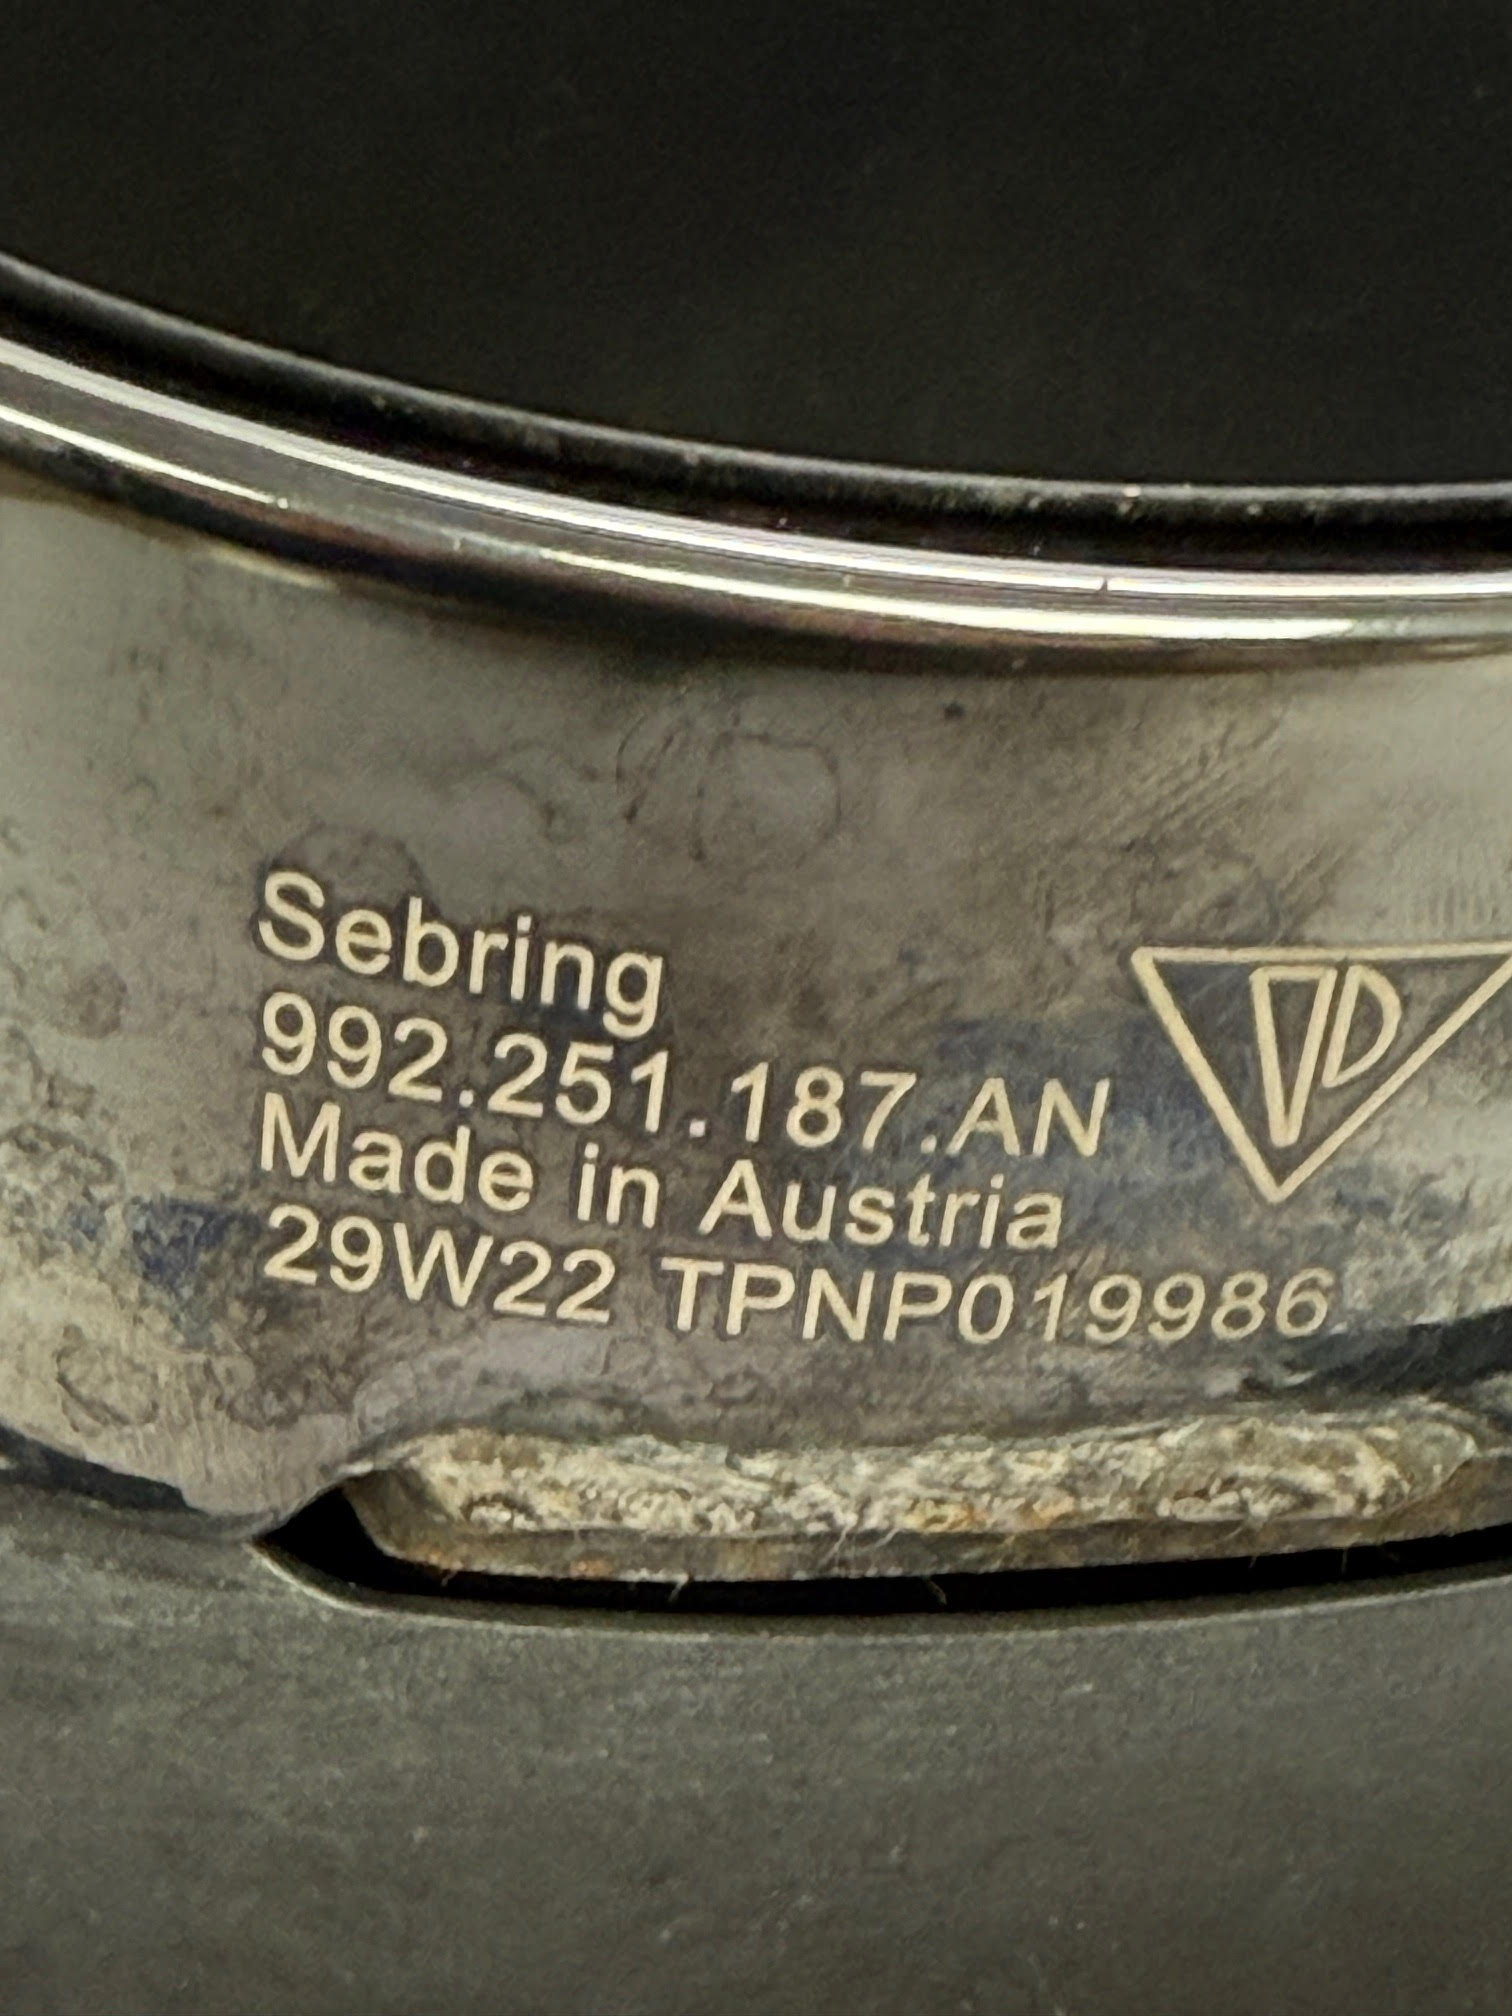 Sebring
992.251.187.AN
Made in Austria
29W22 TPNP019986